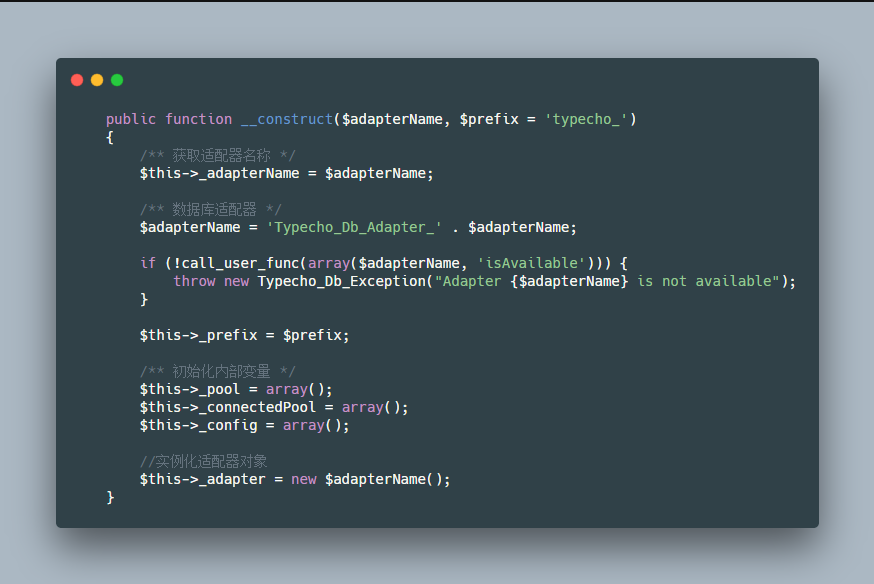 public function __construct($adapterName, $prefix = 'typecho_')
{
/** 获取适配器名称 */
$this->_adapterName = $adapterName;
/** 数据库适配器 */
$adapterName = 'Typecho_Db_Adapter_' . $adapterName;
if (!call_user_func(array($adapterName, 'isAvailable'))) {
throw new Typecho_Db_Exception("Adapter {$adapterName} is not available");
}
$this->_prefix = $prefix;
/** 初始化内部变量 */
$this->_pool = array();
$this->_connectedPool = array();
$this->_config = array();
//实例化适配器对象
$this->_adapter = new $adapterName();
}